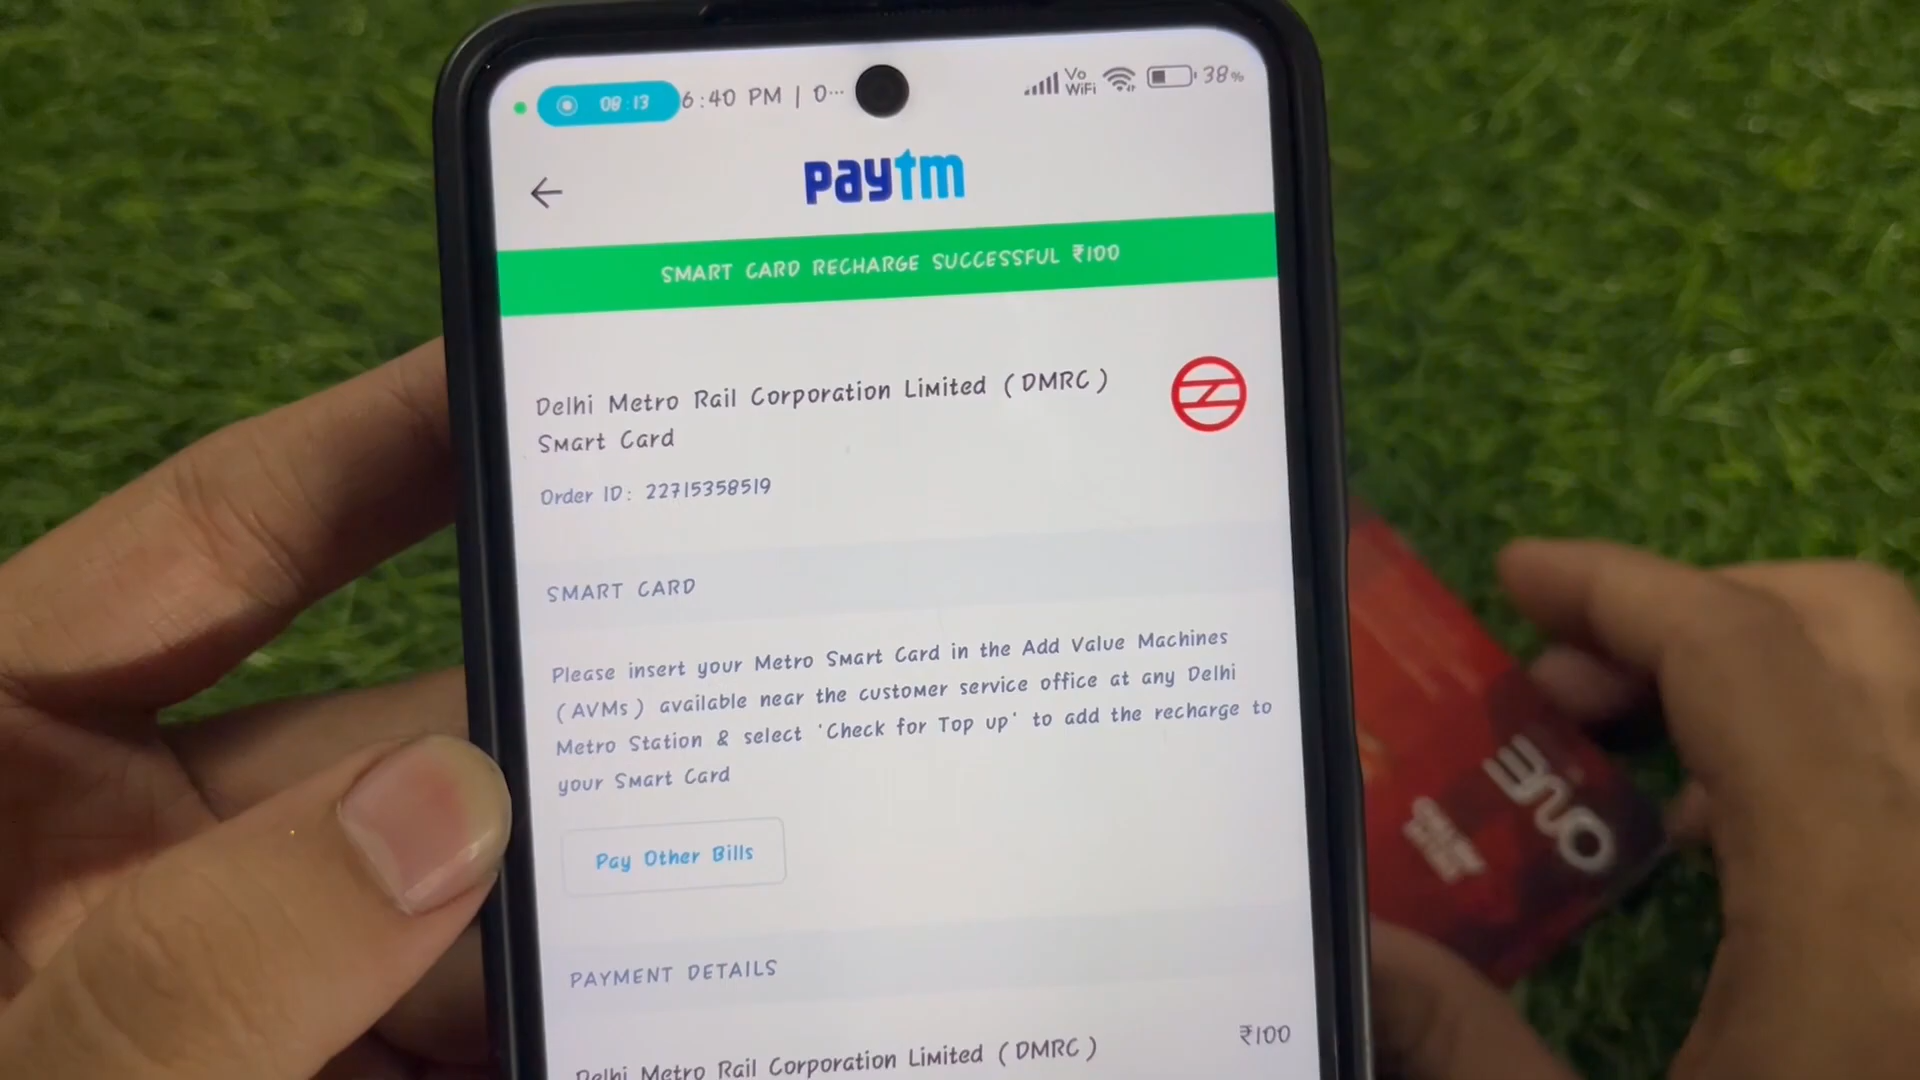 08:13 6:40 PM | 0... Vo WiFi 38%
paytm
SMART CARD RECHARGE SUCCESSFUL ₹100
Delhi Metro Rail Corporation Limited (DMRC)
Smart Card
Order ID: 22715358519
SMART CARD
Please insert your Metro Smart Card in the Add Value Machines
(AVMs) available near the customer service office at any Delhi
Metro Station & select 'Check for Top up' to add the recharge to
your Smart Card
Pay Other Bills
PAYMENT DETAILS
Delhi Metro Rail Corporation Limited (DMRC) ₹100
ONE